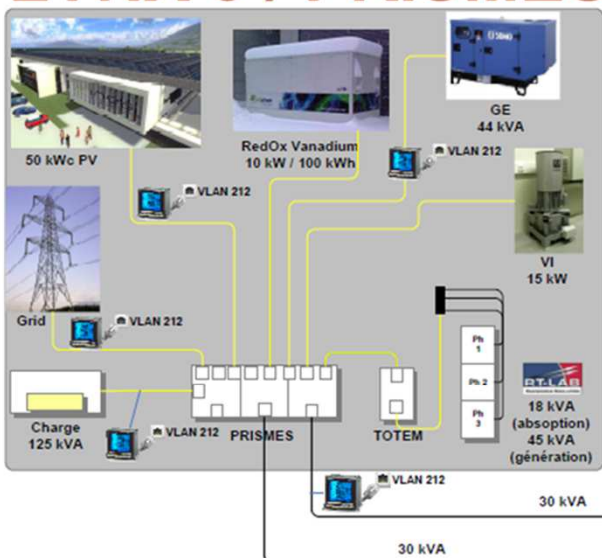 50 kWc PV
RedOx Vanadium
10 kW / 100 kWh
GE
44 kVA
VLAN 212
VLAN 212
VI
15 kW
Grid
VLAN 212
Ph
1
Ph 2
Ph
3
RT-LAB
18 kVA
(absoption)
45 kVA
(génération)
Charge
125 kVA
VLAN 212
PRISMES
TOTEM
VLAN 212
30 kVA
30 kVA